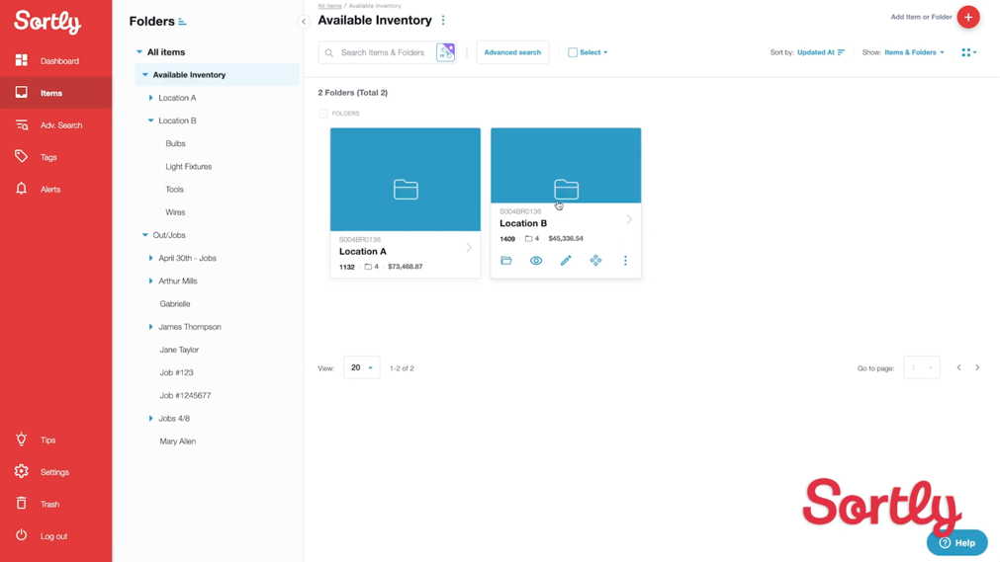 Sortly
Dashboard
Items
Adv. Search
Tags
Alerts
Tips
Settings
Trash
Log out
Folders
All items
Available Inventory
Location A
Location B
Bulbs
Light Fixtures
Tools
Wires
Out/Jobs
April 30th - Jobs
Arthur Mills
Gabrielle
James Thompson
Jane Taylor
Job #123
Job #1245677
Jobs 4/8
Mary Allen
All Items / Available Inventory
Available Inventory
Add Item or Folder
Search Items & Folders
Advanced search
Select
Sort by: Updated At
Show: Items & Folders
2 Folders (Total 2)
FOLDERS
S004BR0136
Location A
1132 4 $73,468.87
S004BR0136
Location B
1409 4 $45,336.54
View: 20 1-2 of 2
Go to page: 1
Sortly
Help